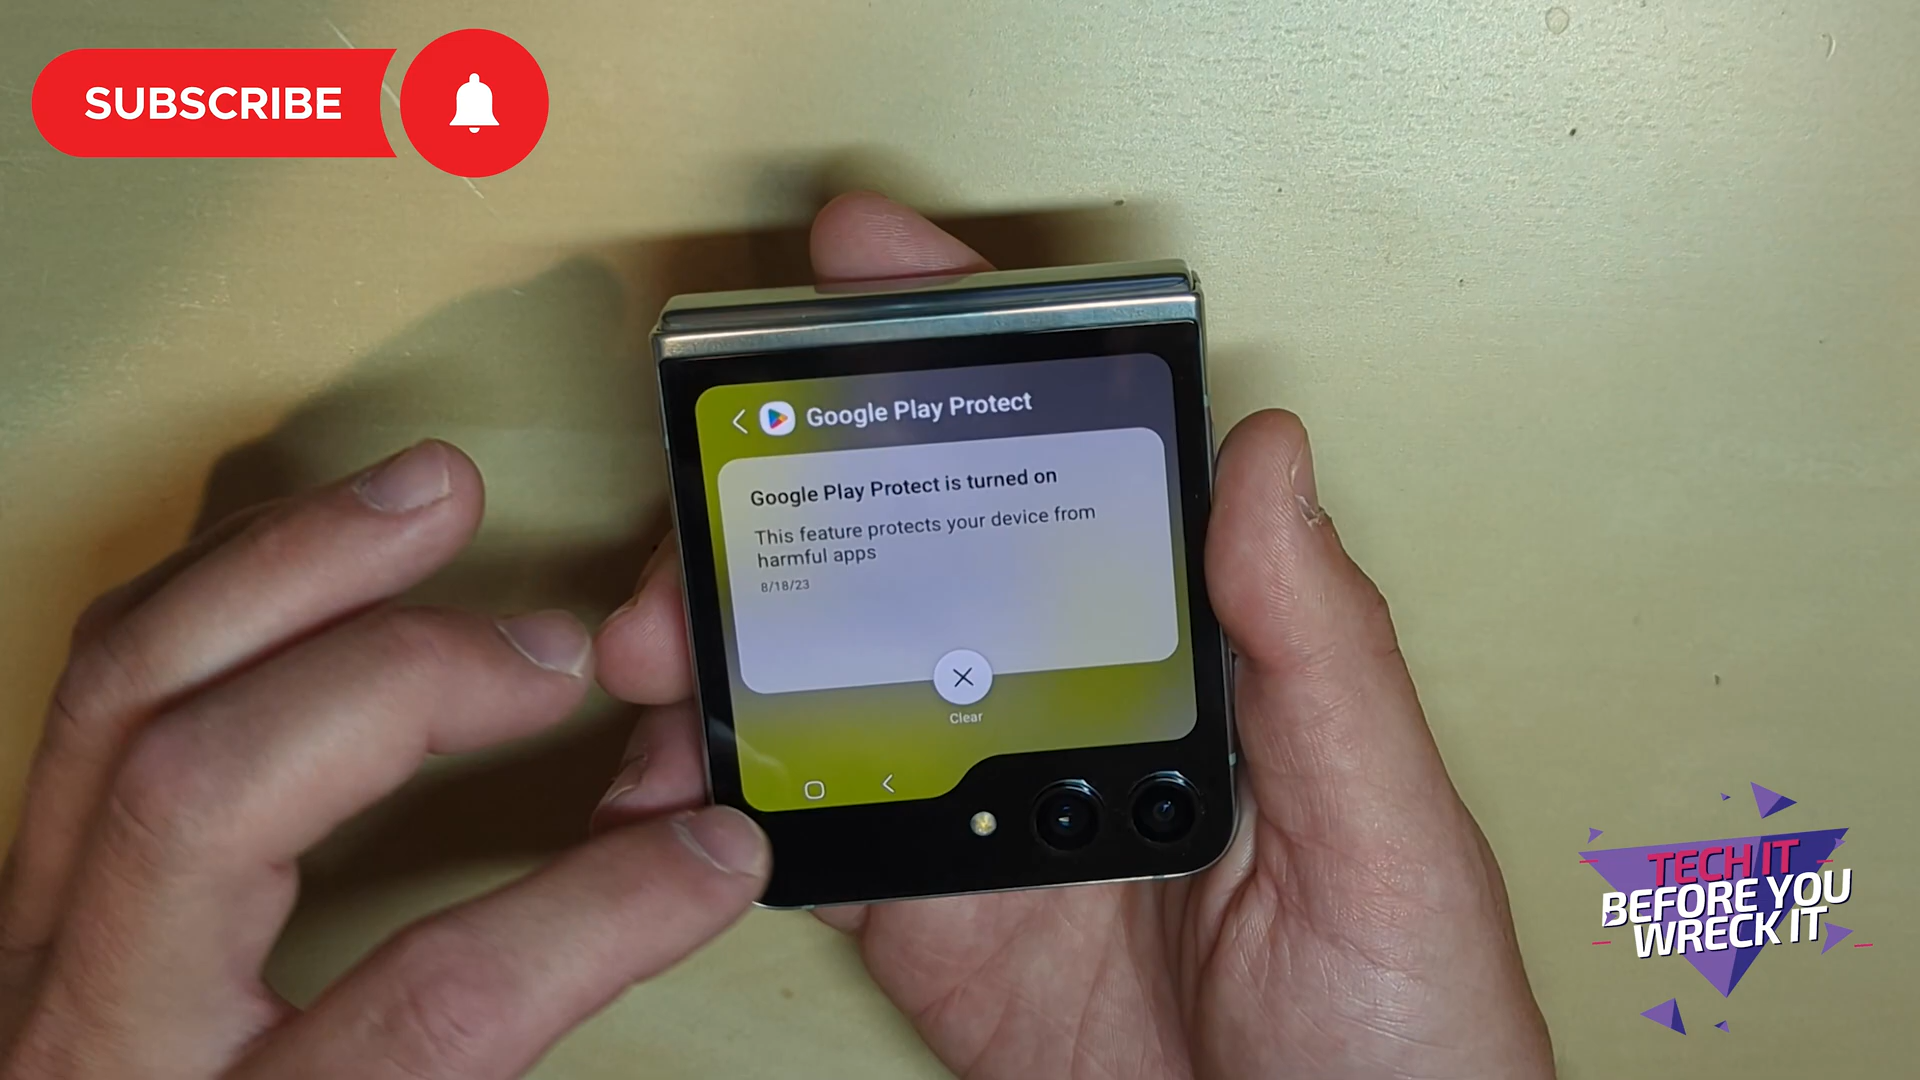 SUBSCRIBE
Google Play Protect
Google Play Protect is turned on
This feature protects your device from
harmful apps
8/18/23
Clear
TECH IT
BEFORE YOU
WRECK IT